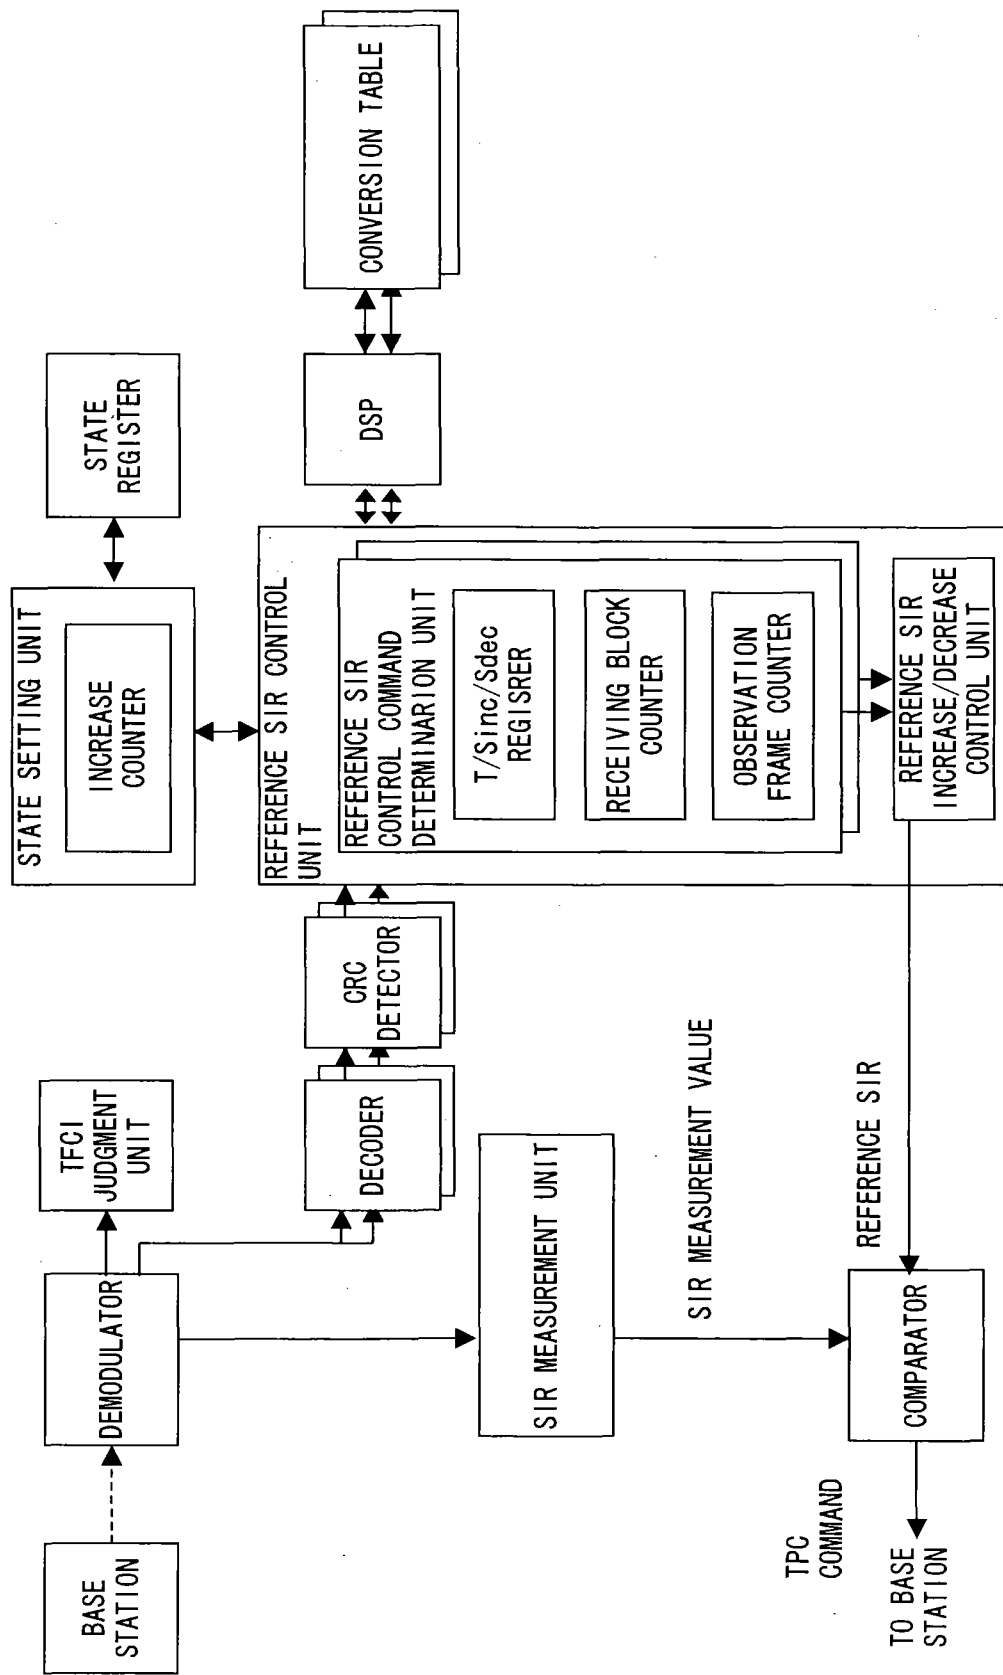 BASE
STATION
DEMODULATOR
TFCI
JUDGMENT
UNIT
DECODER
CRC
DETECTOR
STATE SETTING UNIT
INCREASE
COUNTER
STATE
REGISTER
REFERENCE SIR CONTROL
UNIT
REFERENCE SIR
CONTROL COMMAND
DETERMINARION UNIT
T/Sinc/Sdec
REGISRER
RECEIVING BLOCK
COUNTER
OBSERVATION
FRAME COUNTER
REFERENCE SIR
INCREASE/DECREASE
CONTROL UNIT
DSP
CONVERSION TABLE
SIR MEASUREMENT UNIT
SIR MEASUREMENT VALUE
REFERENCE SIR
COMPARATOR
TPC
COMMAND
TO BASE
STATION